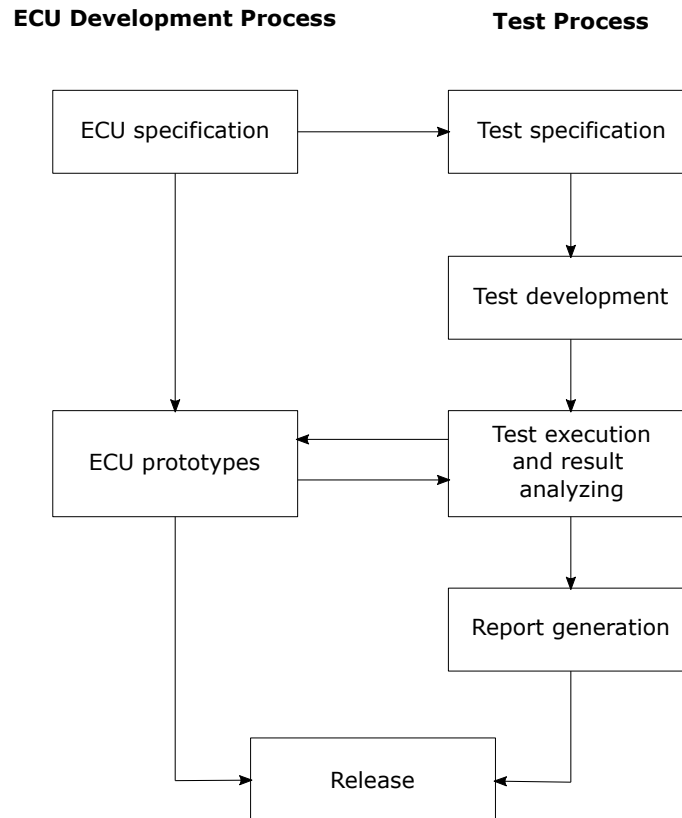 ECU Development Process
Test Process
ECU specification
Test specification
Test development
ECU prototypes
Test execution
and result
analyzing
Report generation
Release